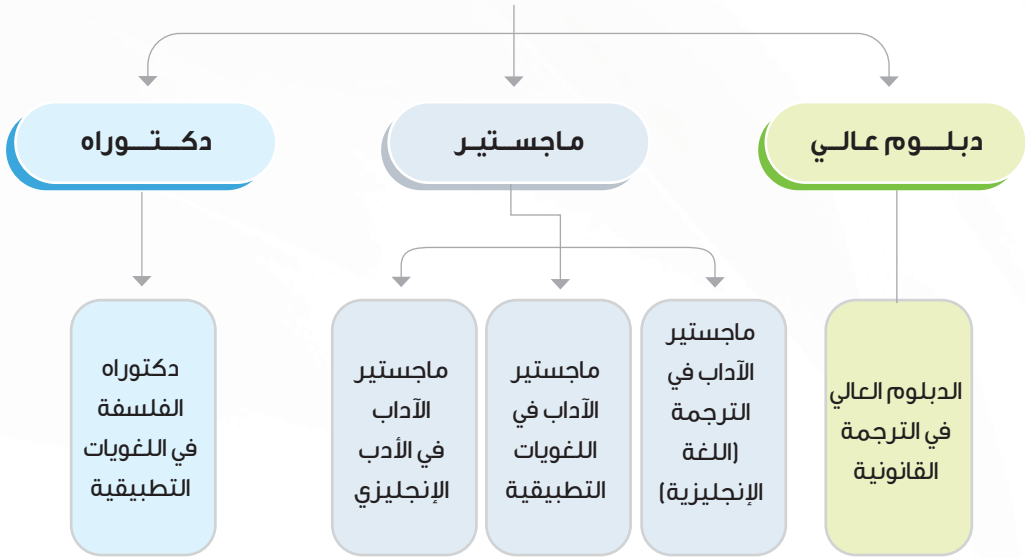 دبلوم عالي
ماجستير
دكتوراه
الدبلوم العالي
في الترجمة
القانونية
ماجستير
الآداب في
الترجمة
(اللغة
الإنجليزية)
ماجستير
الآداب في
اللغويات
التطبيقية
ماجستير
الآداب
في الأدب
الإنجليزي
دكتوراه
الفلسفة
في اللغويات
التطبيقية